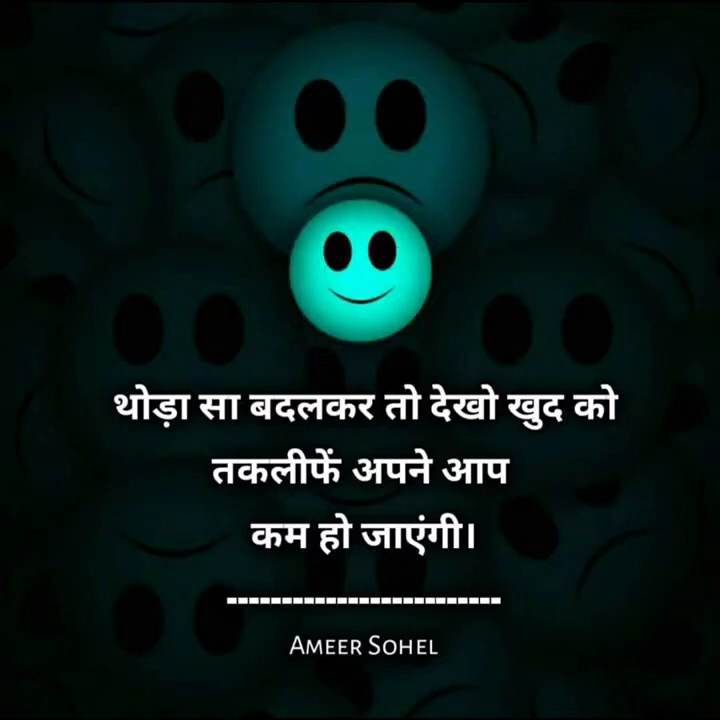 थोड़ा सा बदलकर तो देखो खुद को
तकलीफें अपने आप
कम हो जाएंगी।
-------------------------
AMEER SOHEL